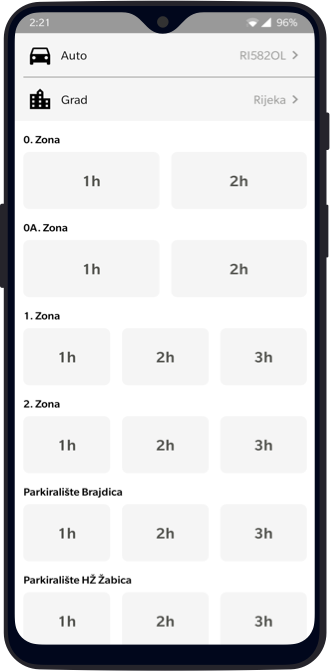 2:21 96%
Auto RI582OL
Grad Rijeka
0. Zona
1h 2h
0A. Zona
1h 2h
1. Zona
1h 2h 3h
2. Zona
1h 2h 3h
Parkiralište Brajdica
1h 2h 3h
Parkiralište HŽ Žabica
1h 2h 3h